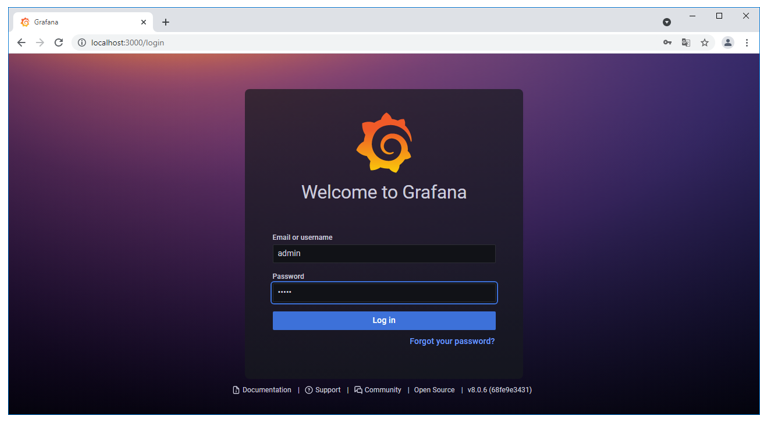 Grafana
localhost:3000/login
Welcome to Grafana
Email or username
admin
Password
•••••
Log in
Forgot your password?
Documentation | Support | Community | Open Source | v8.0.6 (68fe9e3431)